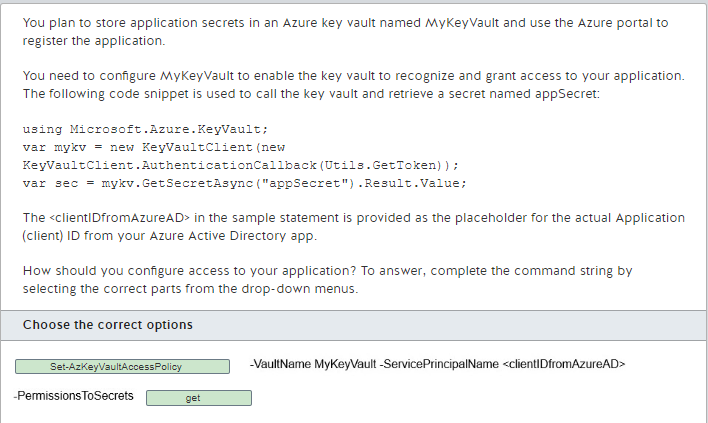 You plan to store application secrets in an Azure key vault named MyKeyVault and use the Azure portal to
register the application.
You need to configure MyKeyVault to enable the key vault to recognize and grant access to your application.
The following code snippet is used to call the key vault and retrieve a secret named appSecret:
using Microsoft.Azure.KeyVault;
var mykv = new KeyVaultClient(new
KeyVaultClient.AuthenticationCallback(Utils.GetToken));
var sec = mykv.GetSecretAsync("appSecret").Result.Value;
The <clientIDfromAzureAD> in the sample statement is provided as the placeholder for the actual Application
(client) ID from your Azure Active Directory app.
How should you configure access to your application? To answer, complete the command string by
selecting the correct parts from the drop-down menus.
Choose the correct options
Set-AzKeyVaultAccessPolicy -VaultName MyKeyVault -ServicePrincipalName <clientIDfromAzureAD>
-PermissionsToSecrets get